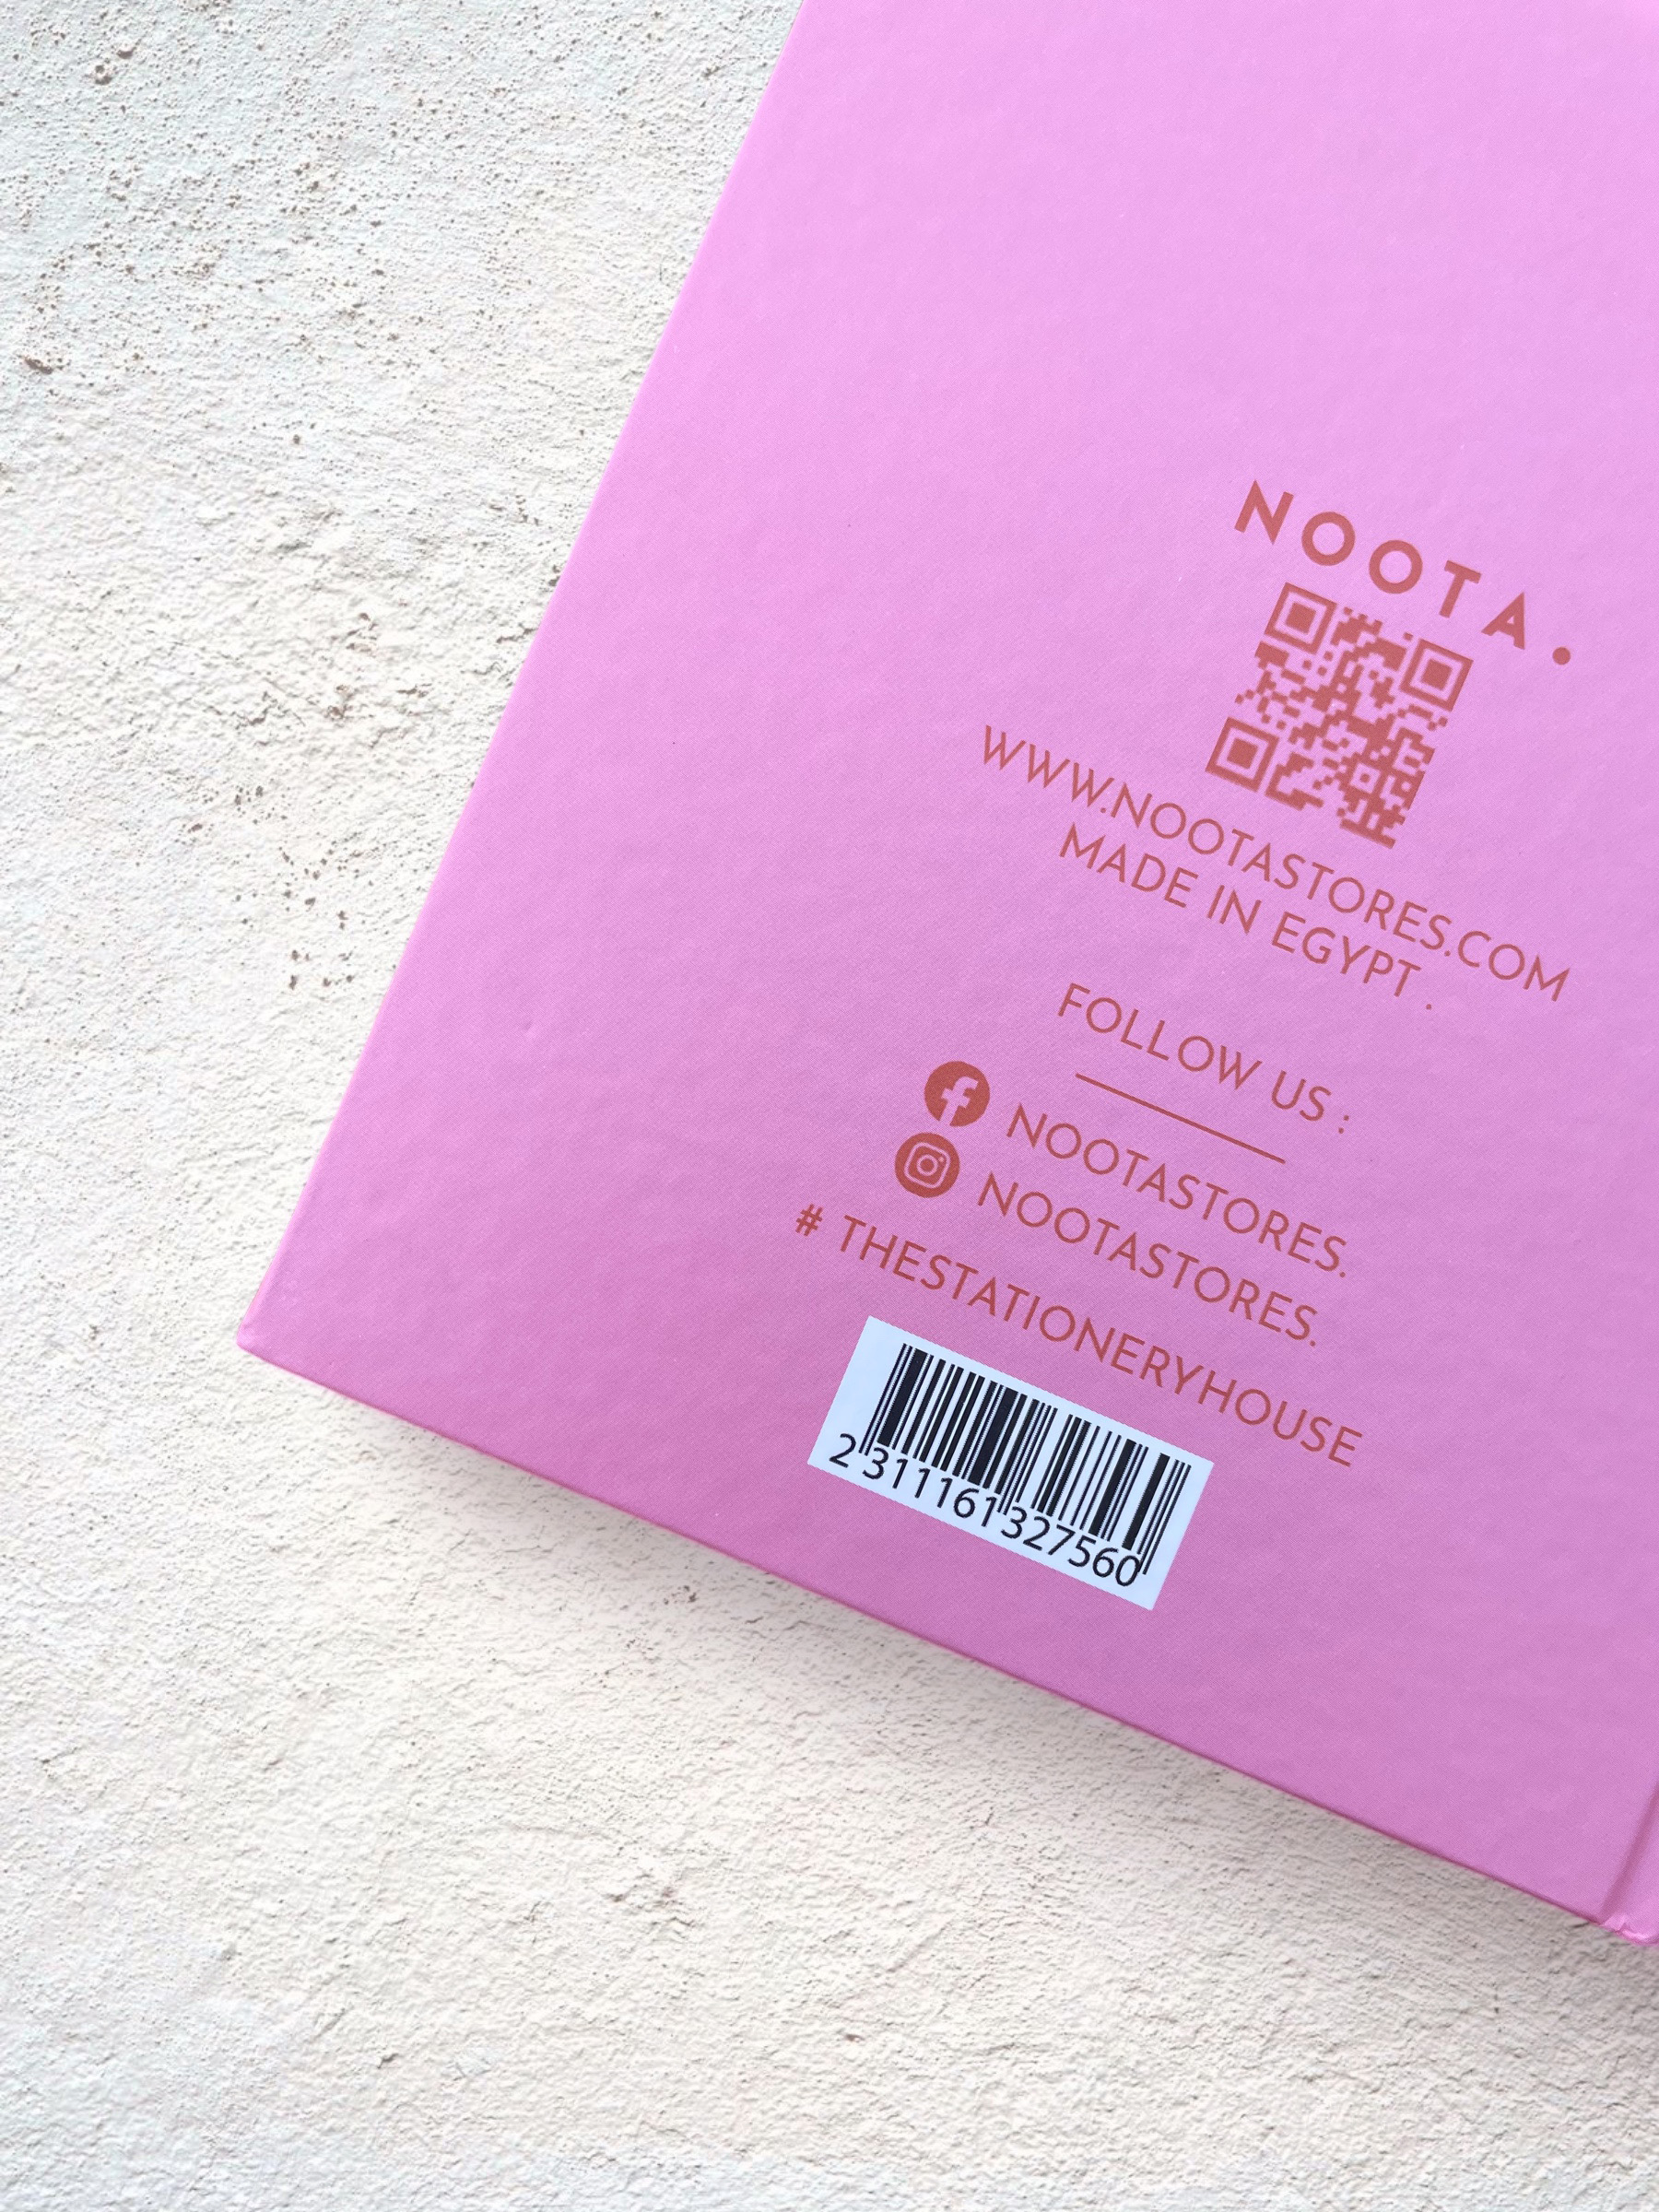 NOOTA.
WWW.NOOTASTORES.COM
MADE IN EGYPT .
FOLLOW US :
NOOTASTORES.
NOOTASTORES.
# THESTATIONERYHOUSE
2 311161 327560